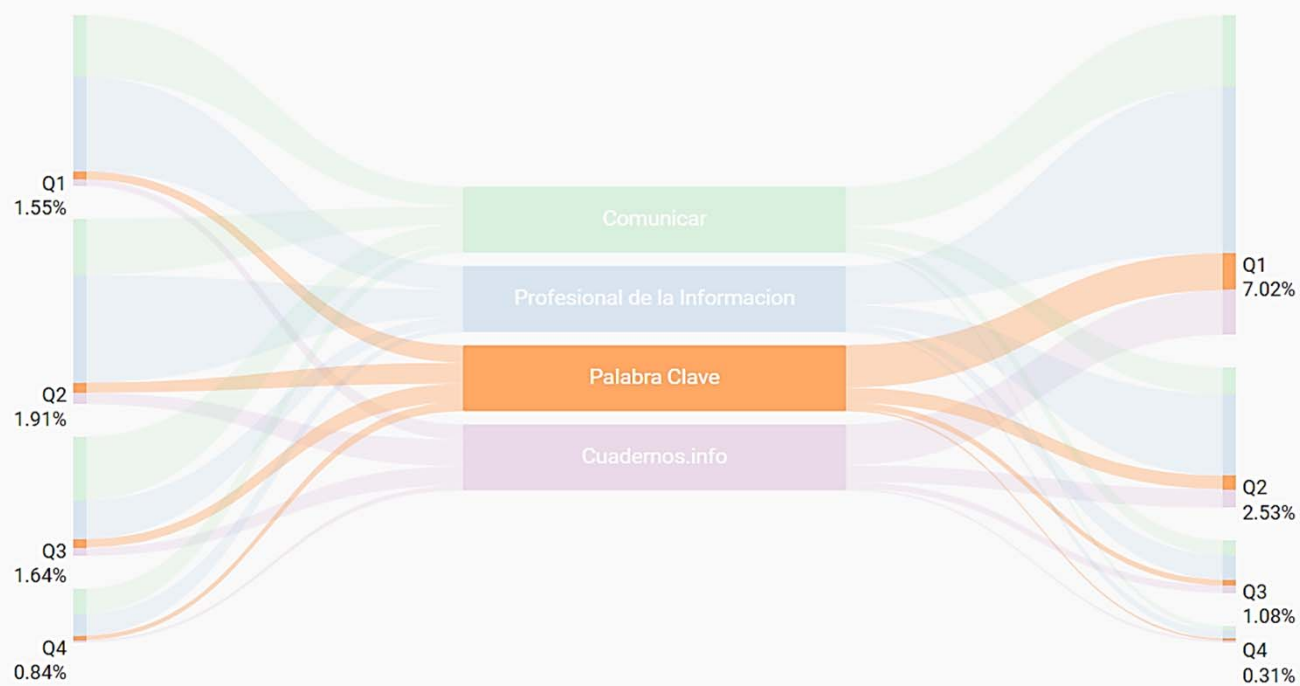 Q1
1.55%
Q2
1.91%
Q3
1.64%
Q4
0.84%
Comunicar
Profesional de la Informacion
Palabra Clave
Cuadernos.info
Q1
7.02%
Q2
2.53%
Q3
1.08%
Q4
0.31%